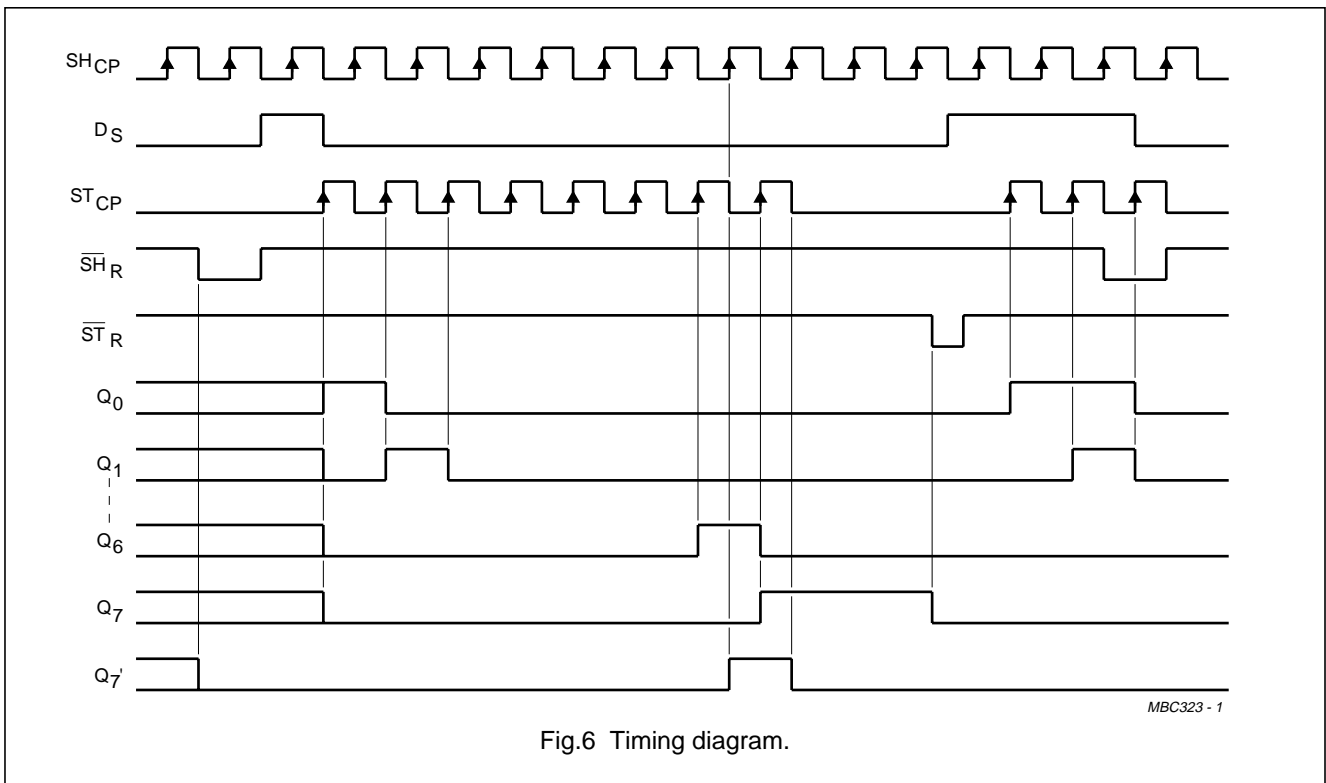 SHCP
DS
STCP
SHR
STR
Q0
Q1
Q6
Q7
Q7'
MBC323 - 1
Fig.6 Timing diagram.